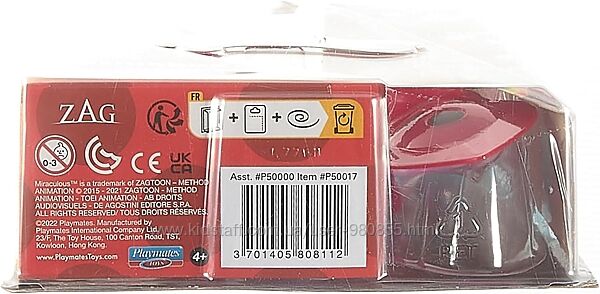 ZAG
FR
0-3
CE
UK
CA
Miraculous™ is a trademark of ZAGTOON - METHOD
ANIMATION © 2015 - 2021 ZAGTOON - METHOD
ANIMATION - TOEI ANIMATION - AB DROITS
AUDIOVISUELS - DE AGOSTINI EDITORE S.P.A.
ALL RIGHTS RESERVED/ TOUS DROITS RÉSERVÉS.
©2022 Playmates. Manufactured by
Playmates International Company Ltd.
23/F, The Toy House, 100 Canton Road, TST,
Kowloon, Hong Kong.
www.PlaymatesToys.com
Playmates
TOYS
4+
Asst. #P50000 Item #P50017
3 701405 808112